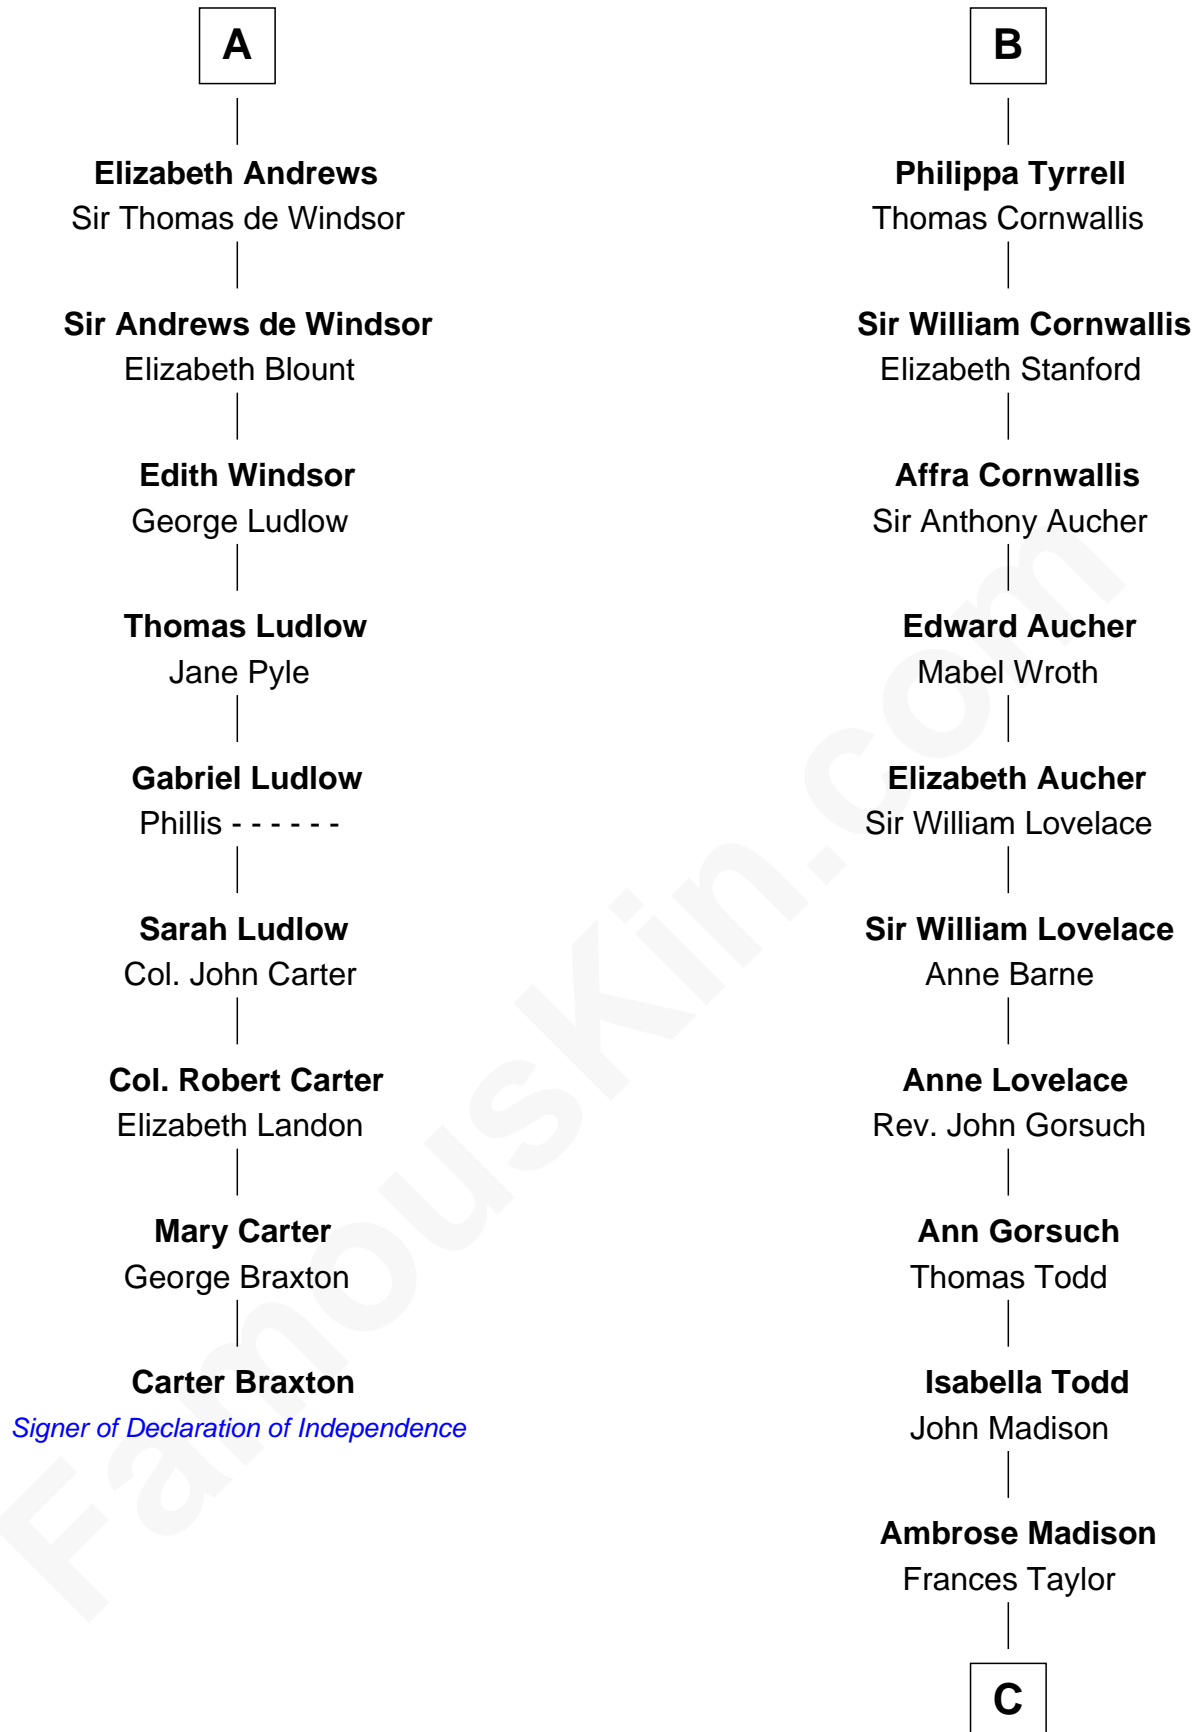 A
Elizabeth Andrews
Sir Thomas de Windsor
Sir Andrews de Windsor
Elizabeth Blount
Edith Windsor
George Ludlow
Thomas Ludlow
Jane Pyle
Gabriel Ludlow
Phillis - - - - - -
Sarah Ludlow
Col. John Carter
Col. Robert Carter
Elizabeth Landon
Mary Carter
George Braxton
Carter Braxton
Signer of Declaration of Independence
B
Philippa Tyrrell
Thomas Cornwallis
Sir William Cornwallis
Elizabeth Stanford
Affra Cornwallis
Sir Anthony Aucher
Edward Aucher
Mabel Wroth
Elizabeth Aucher
Sir William Lovelace
Sir William Lovelace
Anne Barne
Anne Lovelace
Rev. John Gorsuch
Ann Gorsuch
Thomas Todd
Isabella Todd
John Madison
Ambrose Madison
Frances Taylor
C
FamousKin.com